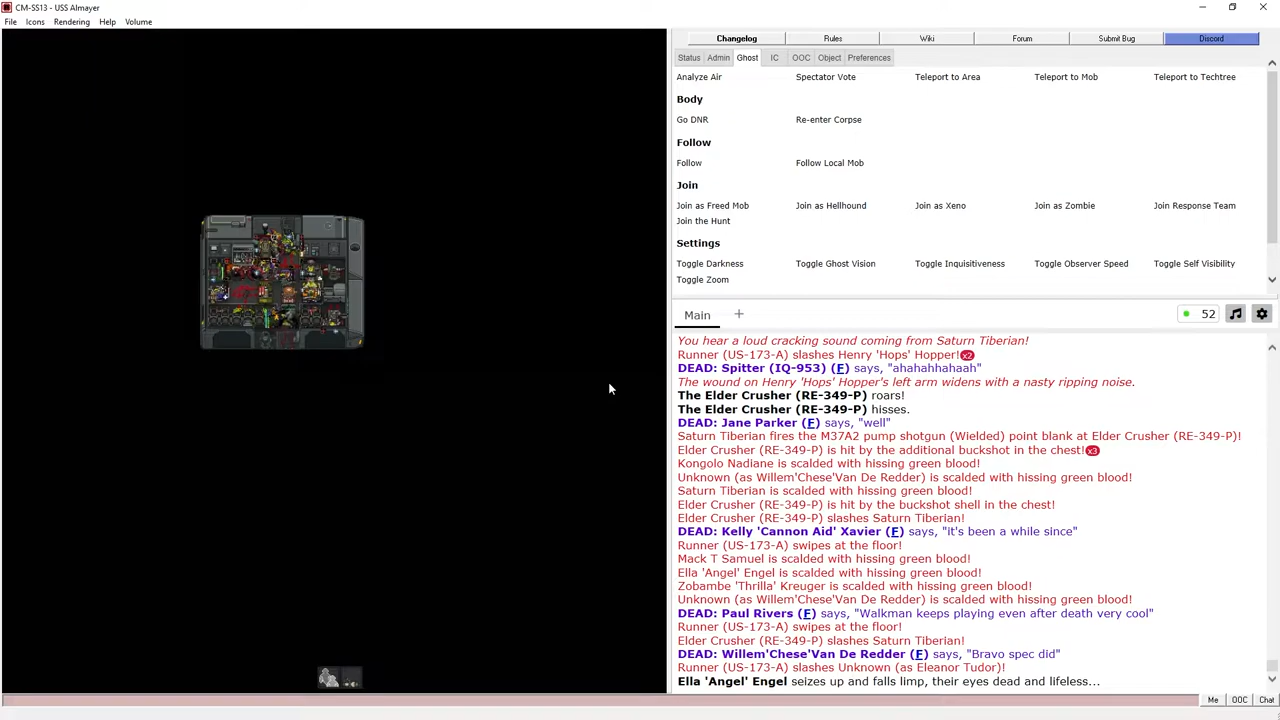 CM-SS13 - USS Almayer
File Icons Rendering Help Volume
Changelog Rules Wiki Forum Submit Bug Discord
Status Admin Ghost IC OOC Object Preferences
Analyze Air Spectator Vote Teleport to Area Teleport to Mob Teleport to Techtree
Body
Go DNR Re-enter Corpse
Follow
Follow Follow Local Mob
Join
Join as Freed Mob Join as Hellhound Join as Xeno Join as Zombie Join Response Team
Join the Hunt
Settings
Toggle Darkness Toggle Ghost Vision Toggle Inquisitiveness Toggle Observer Speed Toggle Self Visibility
Toggle Zoom
Main + 52
You hear a loud cracking sound coming from Saturn Tiberian!
Runner (US-173-A) slashes Henry 'Hops' Hopper! x2
DEAD: Spitter (IQ-953) (F) says, "ahahahhahaah"
The wound on Henry 'Hops' Hopper's left arm widens with a nasty ripping noise.
The Elder Crusher (RE-349-P) roars!
The Elder Crusher (RE-349-P) hisses.
DEAD: Jane Parker (F) says, "well"
Saturn Tiberian fires the M37A2 pump shotgun (Wielded) point blank at Elder Crusher (RE-349-P)!
Elder Crusher (RE-349-P) is hit by the additional buckshot in the chest! x3
Kongolo Nadiane is scalded with hissing green blood!
Unknown (as Willem'Chese'Van De Redder) is scalded with hissing green blood!
Saturn Tiberian is scalded with hissing green blood!
Elder Crusher (RE-349-P) is hit by the buckshot shell in the chest!
Elder Crusher (RE-349-P) slashes Saturn Tiberian!
DEAD: Kelly 'Cannon Aid' Xavier (F) says, "it's been a while since"
Runner (US-173-A) swipes at the floor!
Mack T Samuel is scalded with hissing green blood!
Ella 'Angel' Engel is scalded with hissing green blood!
Zobambe 'Thrilla' Kreuger is scalded with hissing green blood!
Unknown (as Willem'Chese'Van De Redder) is scalded with hissing green blood!
DEAD: Paul Rivers (F) says, "Walkman keeps playing even after death very cool"
Runner (US-173-A) swipes at the floor!
Elder Crusher (RE-349-P) slashes Saturn Tiberian!
DEAD: Willem'Chese'Van De Redder (F) says, "Bravo spec did"
Runner (US-173-A) slashes Unknown (as Eleanor Tudor)!
Ella 'Angel' Engel seizes up and falls limp, their eyes dead and lifeless...
Me OOC Chat